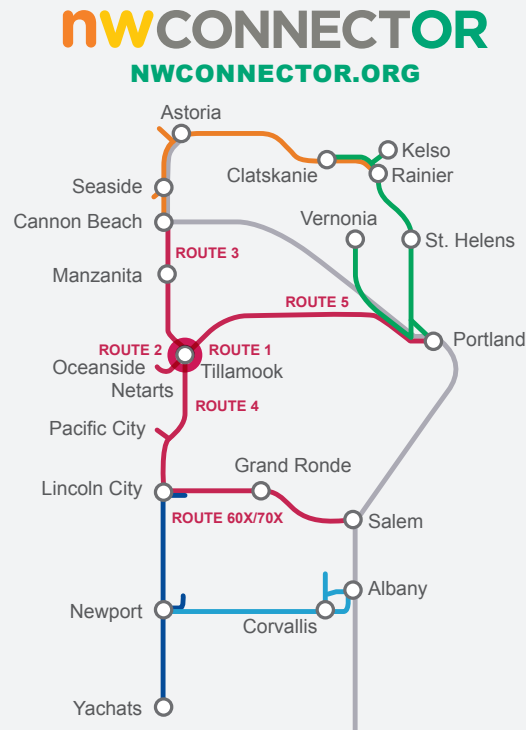 nwCONNECTOR
NWCONNECTOR.ORG
Astoria
Kelso
Clatskanie
Rainier
Seaside
Vernonia
Cannon Beach
St. Helens
ROUTE 3
Manzanita
ROUTE 5
Portland
ROUTE 2
ROUTE 1
Oceanside
Tillamook
Netarts
ROUTE 4
Pacific City
Grand Ronde
Lincoln City
ROUTE 60X/70X
Salem
Albany
Newport
Corvallis
Yachats